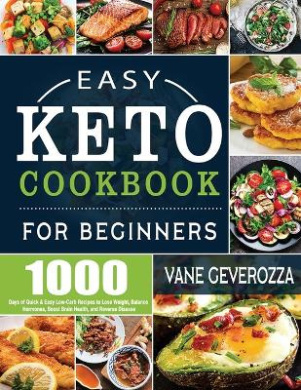 EASY
KETO
COOKBOOK
FOR BEGINNERS
1000
VANE GEVEROZZA
Days of Quick & Easy Low-Carb Recipes to Lose Weight, Balance
Hormones, Boost Brain Health, and Reverse Disease